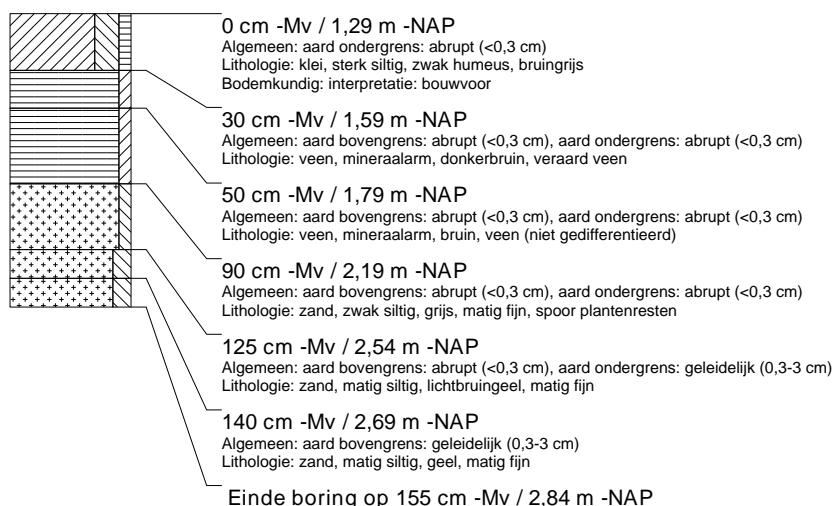 0 cm -Mv / 1,29 m -NAP
Algemeen: aard ondergrens: abrupt (<0,3 cm)
Lithologie: klei, sterk siltig, zwak humeus, bruingrijs
Bodemkundig: interpretatie: bouwvoor
30 cm -Mv / 1,59 m -NAP
Algemeen: aard bovengrens: abrupt (<0,3 cm), aard ondergrens: abrupt (<0,3 cm)
Lithologie: veen, mineraalarm, donkerbruin, veraard veen
50 cm -Mv / 1,79 m -NAP
Algemeen: aard bovengrens: abrupt (<0,3 cm), aard ondergrens: abrupt (<0,3 cm)
Lithologie: veen, mineraalarm, bruin, veen (niet gedifferentieerd)
90 cm -Mv / 2,19 m -NAP
Algemeen: aard bovengrens: abrupt (<0,3 cm), aard ondergrens: abrupt (<0,3 cm)
Lithologie: zand, zwak siltig, grijs, matig fijn, spoor plantenresten
125 cm -Mv / 2,54 m -NAP
Algemeen: aard bovengrens: abrupt (<0,3 cm), aard ondergrens: geleidelijk (0,3-3 cm)
Lithologie: zand, matig siltig, lichtbruingeel, matig fijn
140 cm -Mv / 2,69 m -NAP
Algemeen: aard bovengrens: geleidelijk (0,3-3 cm)
Lithologie: zand, matig siltig, geel, matig fijn
Einde boring op 155 cm -Mv / 2,84 m -NAP